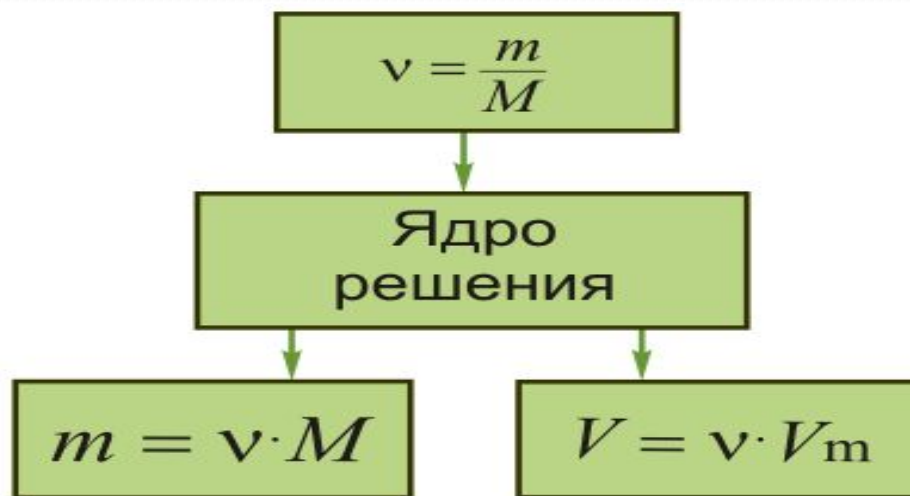 ν = m/M
Ядро
решения
m = ν · M
V = ν · Vm